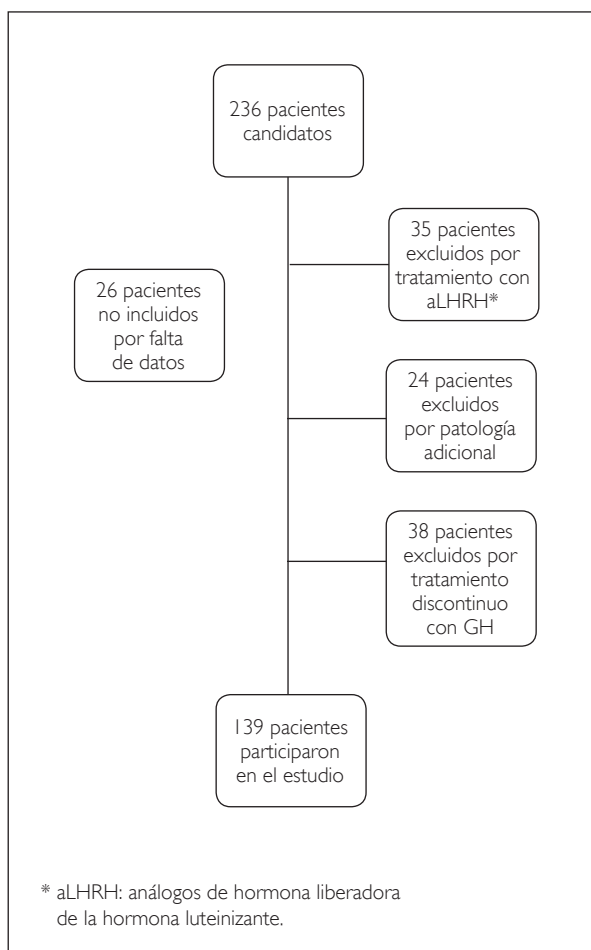 236 pacientes
candidatos
35 pacientes
excluidos por
tratamiento con
aLHRH*
26 pacientes
no incluidos
por falta
de datos
24 pacientes
excluidos
por patología
adicional
38 pacientes
excluidos por
tratamiento
discontinuo
con GH
139 pacientes
participaron
en el estudio
* aLHRH: análogos de hormona liberadora
de la hormona luteinizante.